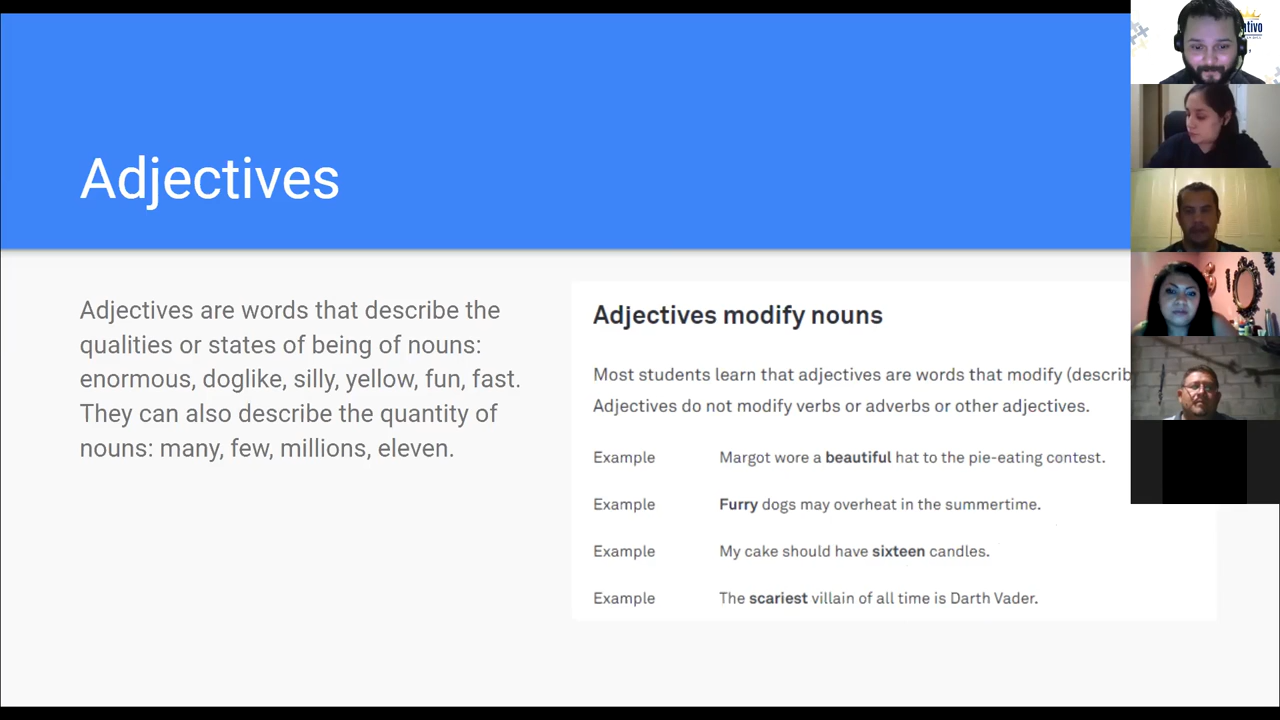 Adjectives
Adjectives are words that describe the
qualities or states of being of nouns:
enormous, doglike, silly, yellow, fun, fast.
They can also describe the quantity of
nouns: many, few, millions, eleven.
Adjectives modify nouns
Most students learn that adjectives are words that modify (describ
Adjectives do not modify verbs or adverbs or other adjectives.
Example Margot wore a beautiful hat to the pie-eating contest.
Example Furry dogs may overheat in the summertime.
Example My cake should have sixteen candles.
Example The scariest villain of all time is Darth Vader.